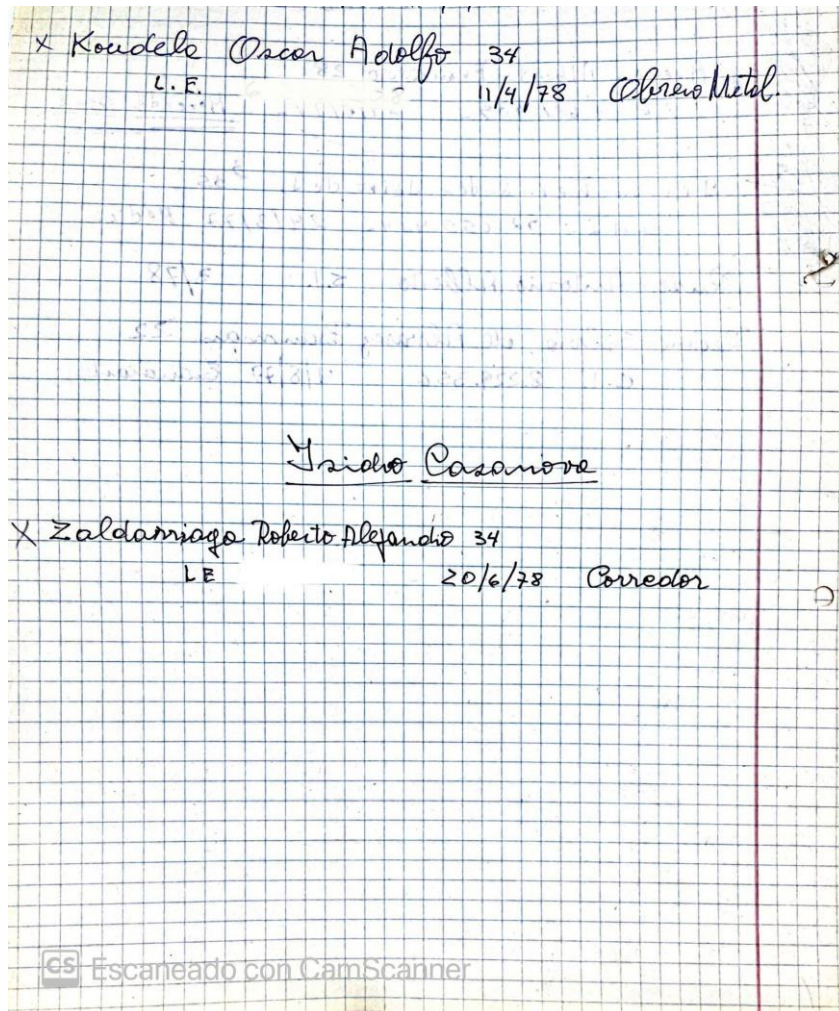 X Koudela Oscar Adolfo 34
L.E. 11/4/78 Obrero Metal.
Isidro Casanova
X Zaldarriaga Roberto Alejandro 34
LE 20/6/78 Corredor
CS Escaneado con CamScanner